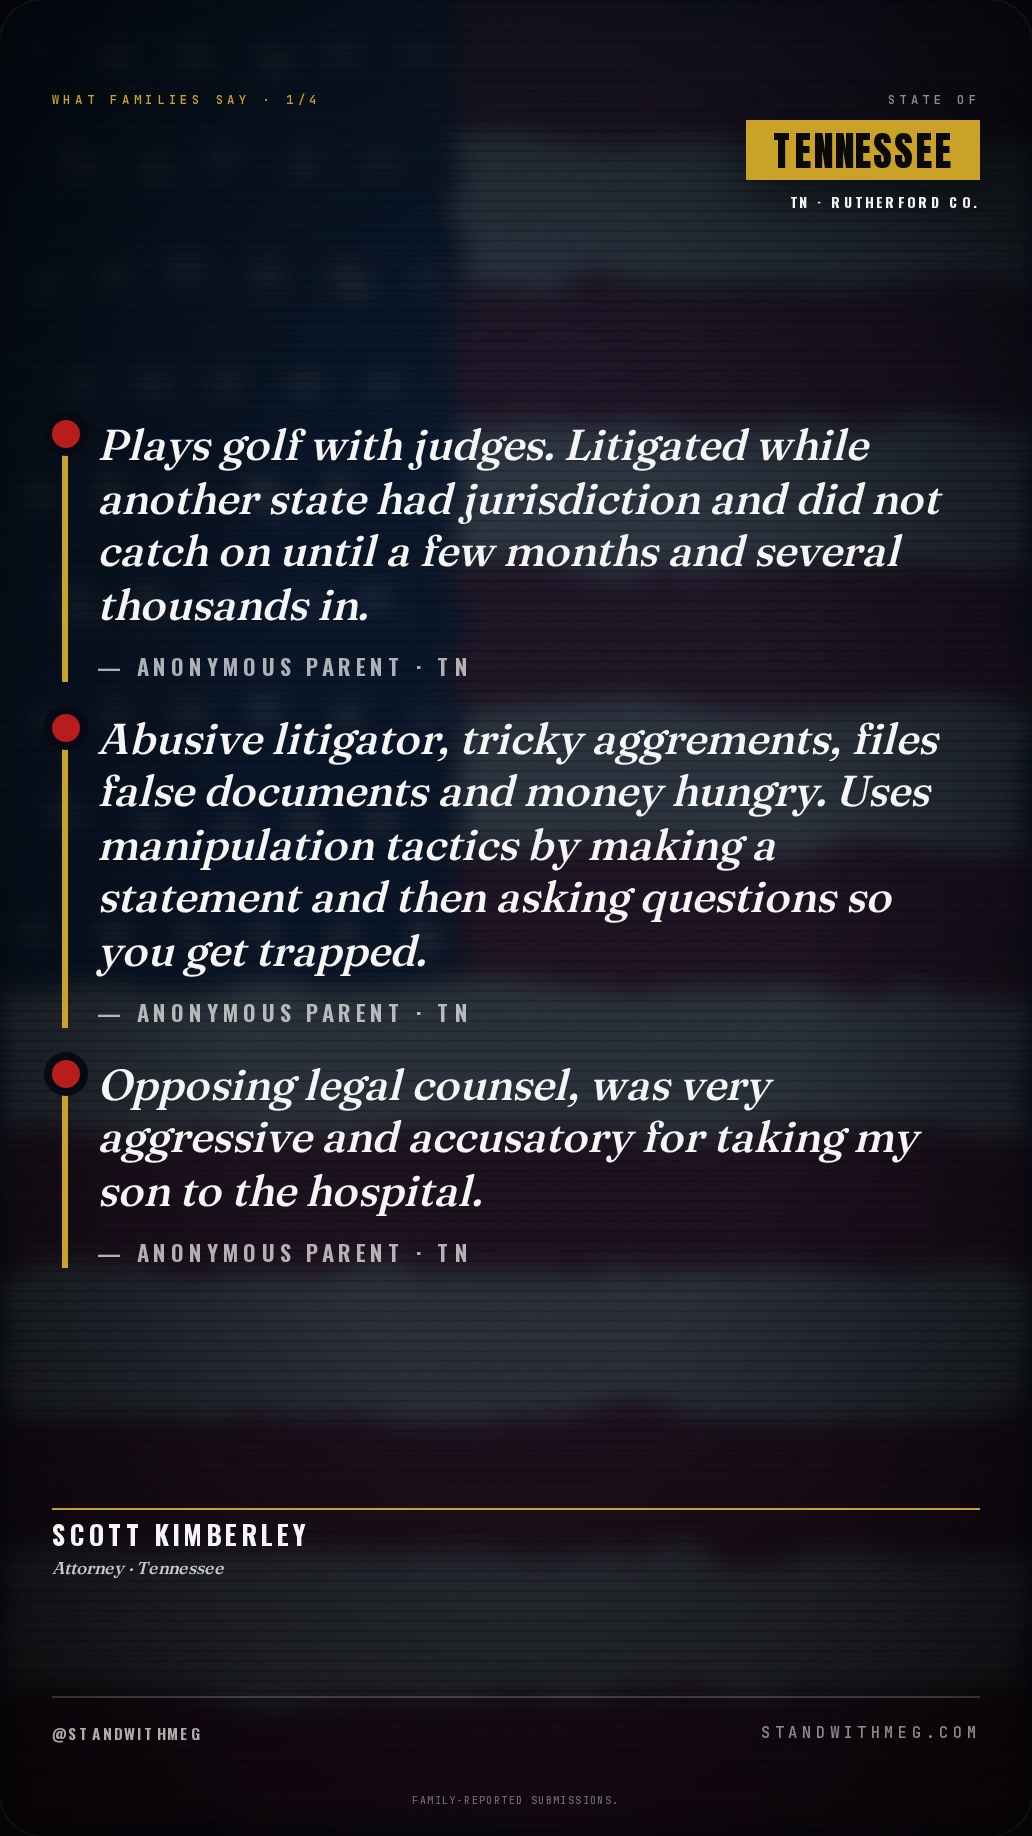 WHAT FAMILIES SAY · 1/4
STATE OF
TENNESSEE
TN · RUTHERFORD CO.
Plays golf with judges. Litigated while
another state had jurisdiction and did not
catch on until a few months and several
thousands in.
— ANONYMOUS PARENT · TN
Abusive litigator, tricky aggrements, files
false documents and money hungry. Uses
manipulation tactics by making a
statement and then asking questions so
you get trapped.
— ANONYMOUS PARENT · TN
Opposing legal counsel, was very
aggressive and accusatory for taking my
son to the hospital.
— ANONYMOUS PARENT · TN
SCOTT KIMBERLEY
Attorney · Tennessee
@STANDWITHMEG
STANDWITHMEG.COM
FAMILY-REPORTED SUBMISSIONS.